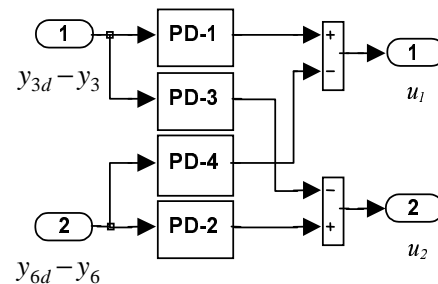 1
PD-1
+
−
1
y3d − y3
PD-3
u1
PD-4
2
PD-2
−
+
2
y6d − y6
u2